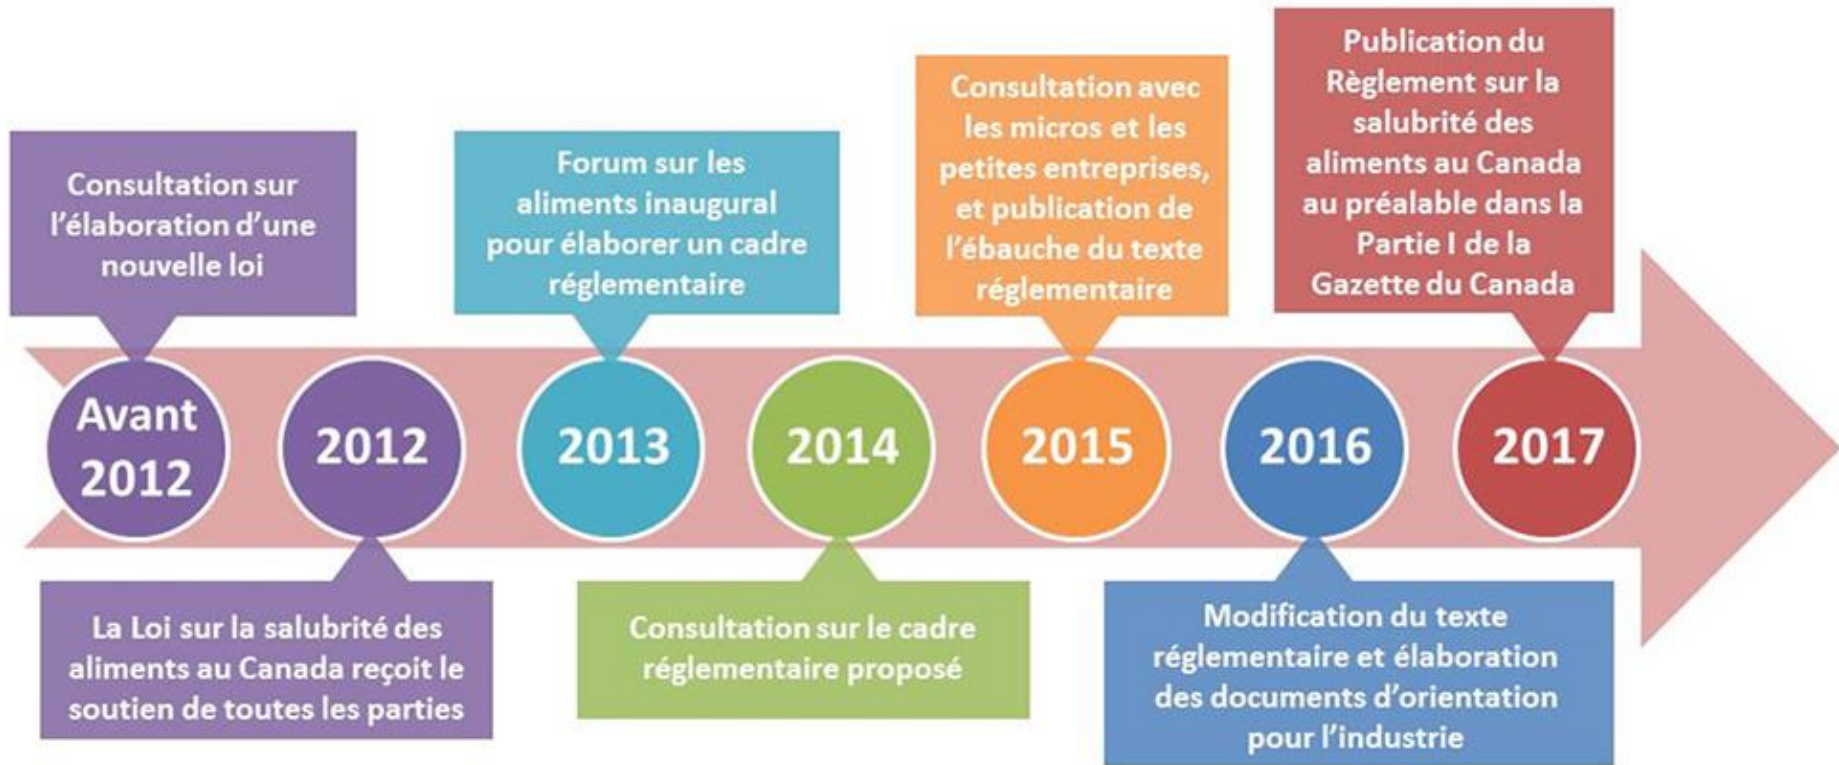 Consultation sur
l'élaboration d'une
nouvelle loi
Avant
2012
2012
La Loi sur la salubrité des
aliments au Canada reçoit le
soutien de toutes les parties
Forum sur les
aliments inaugural
pour élaborer un cadre
réglementaire
2013
2014
Consultation sur le cadre
réglementaire proposé
Consultation avec
les micros et les
petites entreprises,
et publication de
l'ébauche du texte
réglementaire
2015
2016
Modification du texte
réglementaire et élaboration
des documents d'orientation
pour l'industrie
Publication du
Règlement sur la
salubrité des
aliments au Canada
au préalable dans la
Partie I de la
Gazette du Canada
2017